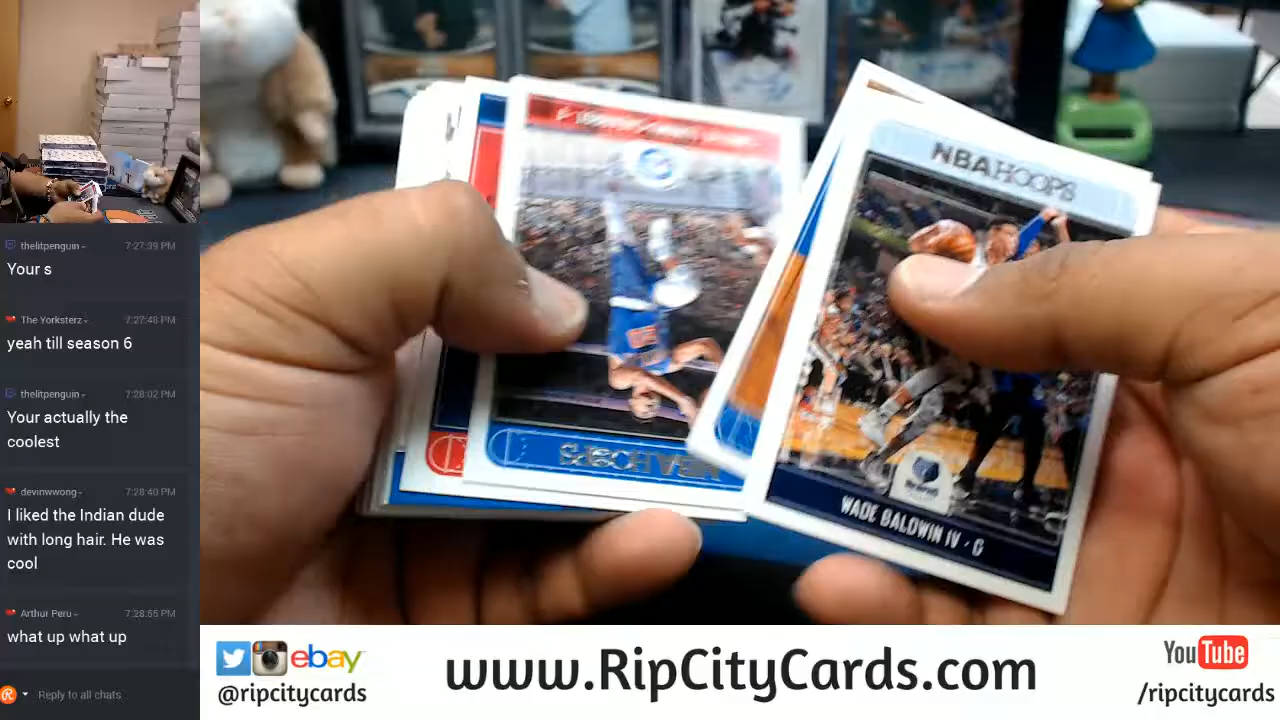 thelitpenguin
7:27:39 PM
Your s
The Yorksterz
7:27:48 PM
yeah till season 6
thelitpenguin
7:28:02 PM
Your actually the
coolest
devinwwong
7:28:40 PM
I liked the Indian dude
with long hair. He was
cool
Arthur Peru
7:28:55 PM
what up what up
Reply to all chats
NBA HOOPS
WADE BALDWIN IV - G
NBA HOOPS
ebay
@ripcitycards
www.RipCityCards.com
YouTube
/ripcitycards